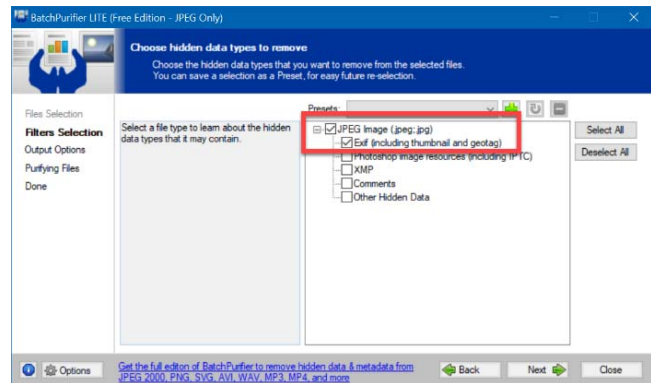 BatchPurifier LITE (Free Edition - JPEG Only)
Choose hidden data types to remove
Choose the hidden data types that you want to remove from the selected files.
You can save a selection as a Preset, for easy future re-selection.
Presets:
Files Selection
Filters Selection
Output Options
Purifying Files
Done
Select a file type to learn about the hidden
data types that it may contain.
JPEG Image (.jpeg;.jpg)
Exif (including thumbnail and geotag)
Photoshop image resources (including IPTC)
XMP
Comments
Other Hidden Data
Select All
Deselect All
Options
Get the full editon of BatchPurifier to remove hidden data & metadata from
JPEG 2000, PNG, SVG, AVI, WAV, MP3, MP4, and more
Back
Next
Close